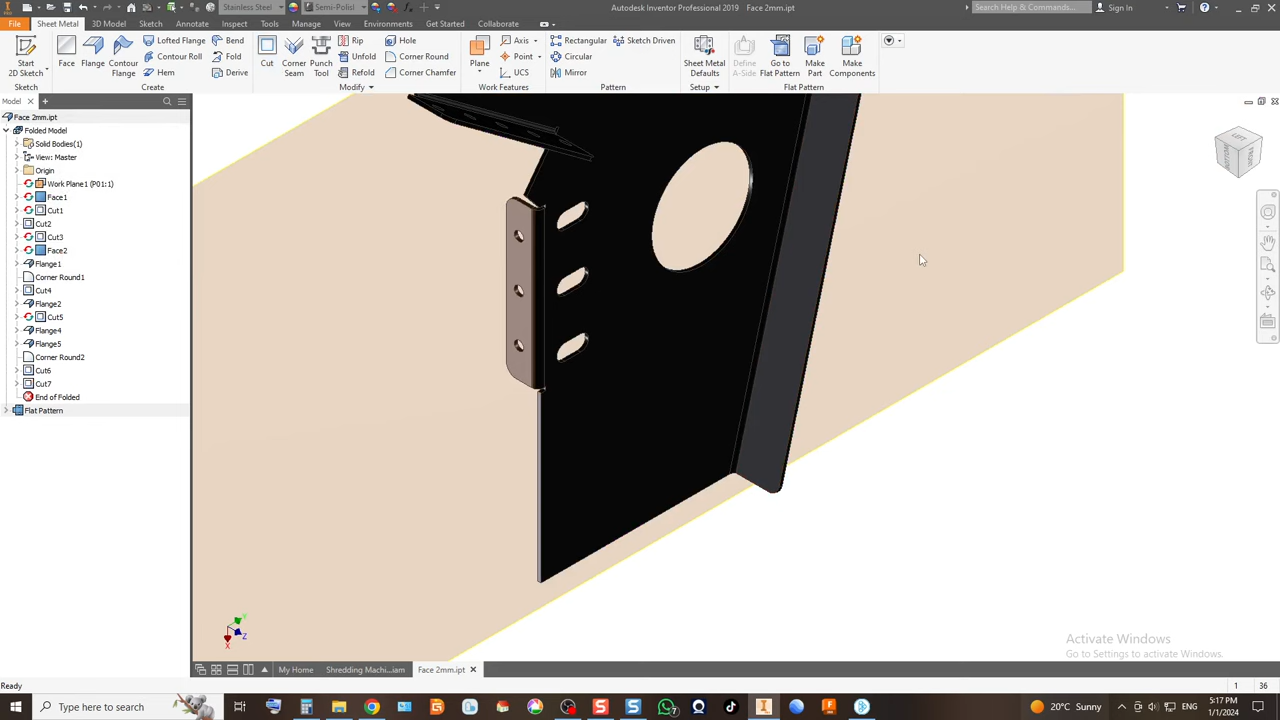 Stainless Steel
Semi-Polisl
Autodesk Inventor Professional 2019
Face 2mm.ipt
Search Help & Commands...
Sign In
File
Sheet Metal
3D Model
Sketch
Annotate
Inspect
Tools
Manage
View
Environments
Get Started
Collaborate
Start
2D Sketch
Face
Flange
Contour
Flange
Lofted Flange
Contour Roll
Hem
Bend
Fold
Derive
Cut
Corner
Seam
Punch
Tool
Rip
Unfold
Refold
Hole
Corner Round
Corner Chamfer
Plane
Axis
Point
UCS
Rectangular
Circular
Mirror
Sketch Driven
Sheet Metal
Defaults
Define
A-Side
Go to
Flat Pattern
Make
Part
Make
Components
Sketch
Create
Modify
Work Features
Pattern
Setup
Flat Pattern
Model
Face 2mm.ipt
Folded Model
Solid Bodies(1)
View: Master
Origin
Work Plane1 (P01:1)
Face1
Cut1
Cut2
Cut3
Face2
Flange1
Corner Round1
Cut4
Flange2
Cut5
Flange4
Flange5
Corner Round2
Cut6
Cut7
End of Folded
Flat Pattern
LEFT
BOTTOM
X
Z
Activate Windows
Go to Settings to activate Windows.
My Home
Shredding Machi...iam
Face 2mm.ipt
Ready
1
36
Type here to search
20°C Sunny
ENG
5:17 PM
1/1/2024